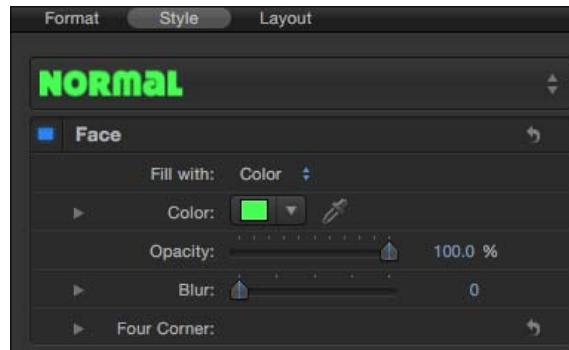 Format Style Layout
NORMAL
Face
Fill with: Color
Color:
Opacity: 100.0 %
Blur: 0
Four Corner: